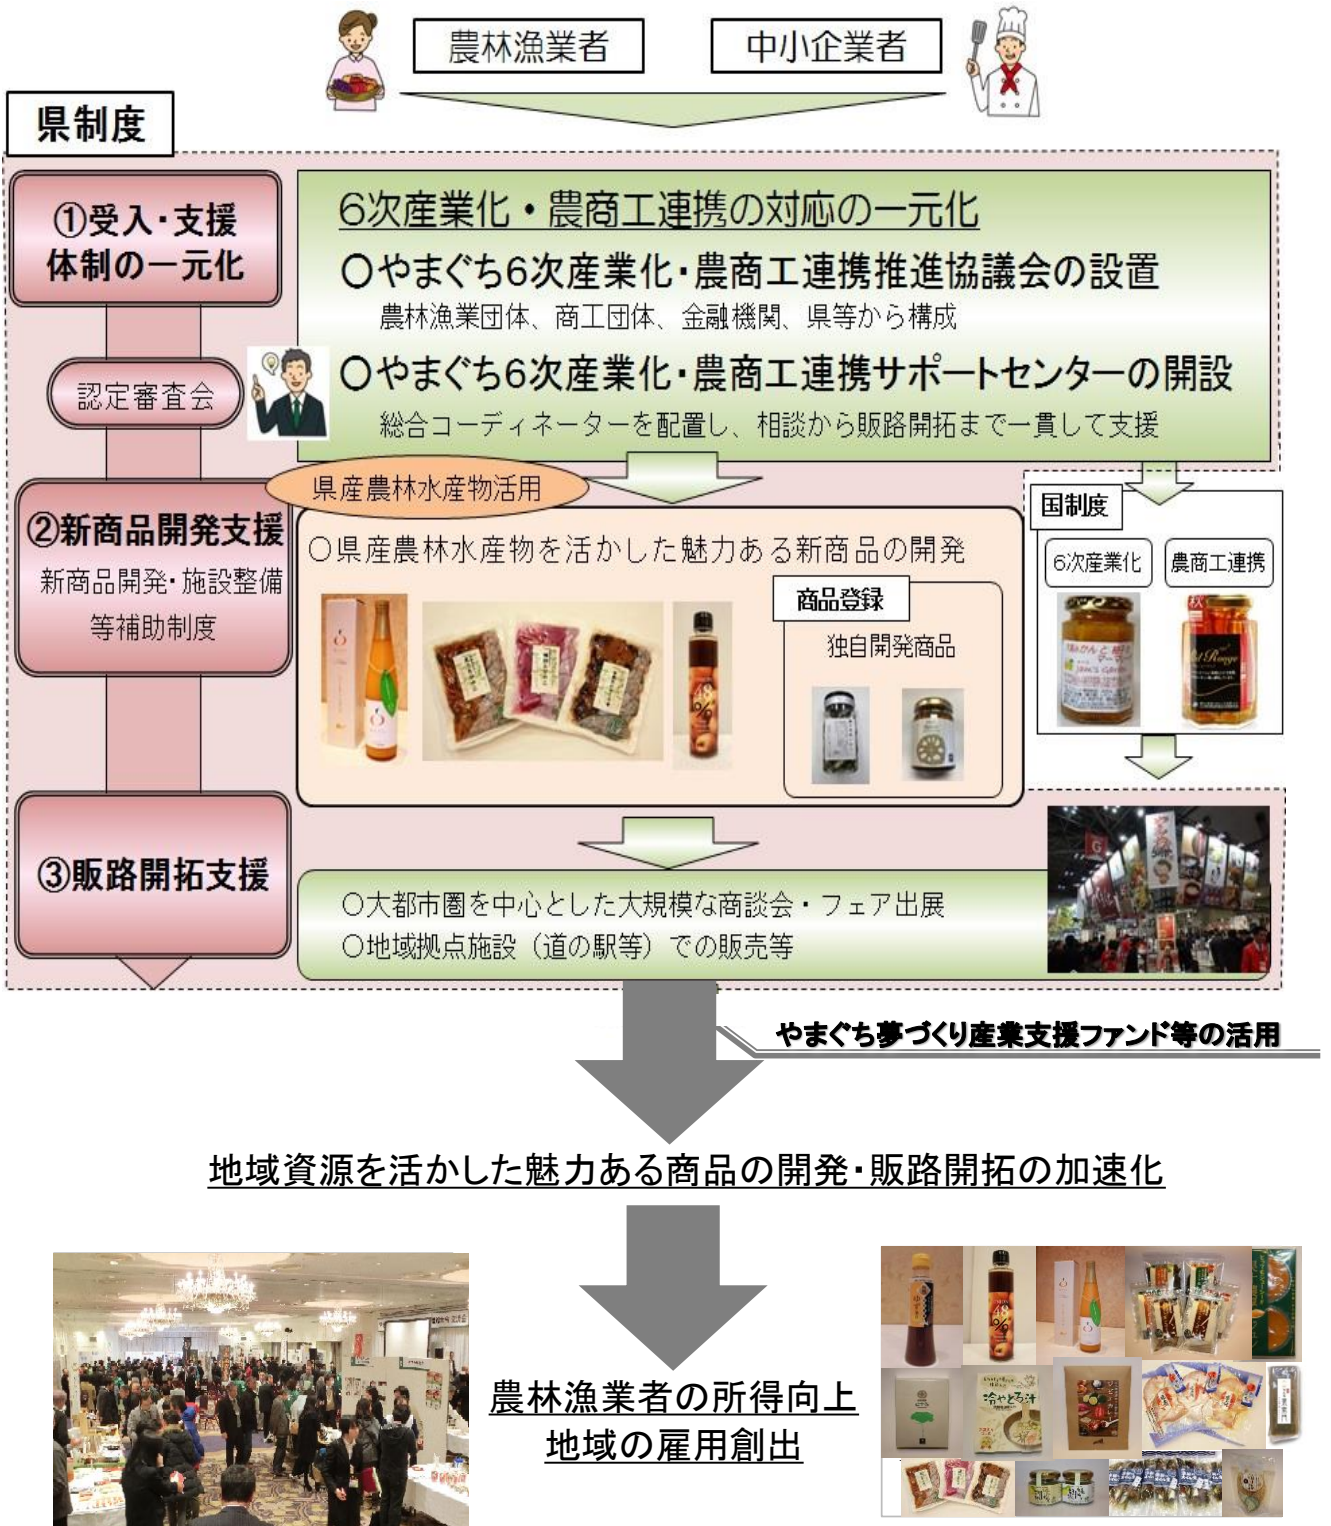 農林漁業者
中小企業者
県制度
①受入・支援
体制の一元化
6次産業化・農商工連携の対応の一元化
○やまぐち6次産業化・農商工連携推進協議会の設置
農林漁業団体、商工団体、金融機関、県等から構成
認定審査会
○やまぐち6次産業化・農商工連携サポートセンターの開設
総合コーディネーターを配置し、相談から販路開拓まで一貫して支援
県産農林水産物活用
②新商品開発支援
新商品開発・施設整備
等補助制度
○県産農林水産物を活かした魅力ある新商品の開発
商品登録
独自開発商品
48%
国制度
6次産業化
農商工連携
③販路開拓支援
○大都市圏を中心とした大規模な商談会・フェア出展
○地域拠点施設（道の駅等）での販売等
やまぐち夢づくり産業支援ファンド等の活用
地域資源を活かした魅力ある商品の開発・販路開拓の加速化
農林漁業者の所得向上
地域の雇用創出
48%
冷やとろ汁